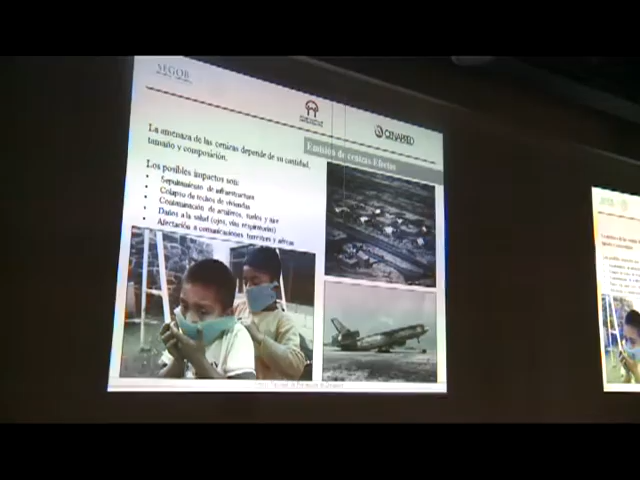 SEGOB
CENAPRED
Emisión de cenizas Efectos
La amenaza de las cenizas depende de su cantidad,
tamaño y composición.
Los posibles impactos son:
• Sepultamiento de infraestructura
• Colapso de techos de viviendas
• Contaminación de acuíferos, suelos y aire
• Daños a la salud (ojos, vías respiratorias)
• Afectación a comunicaciones terrestres y aéreas